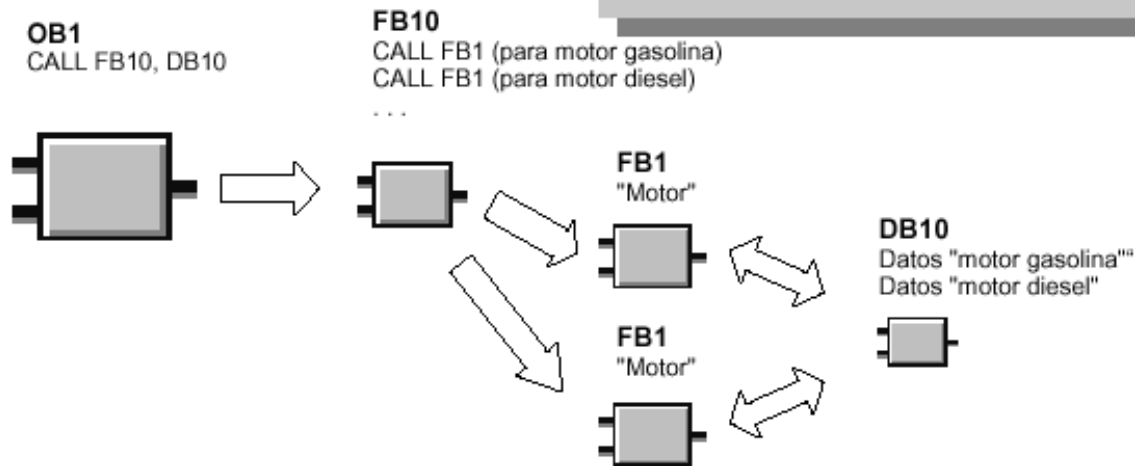 OB1
CALL FB10, DB10
FB10
CALL FB1 (para motor gasolina)
CALL FB1 (para motor diesel)
. . .
FB1
"Motor"
FB1
"Motor"
DB10
Datos "motor gasolina"“
Datos "motor diesel"